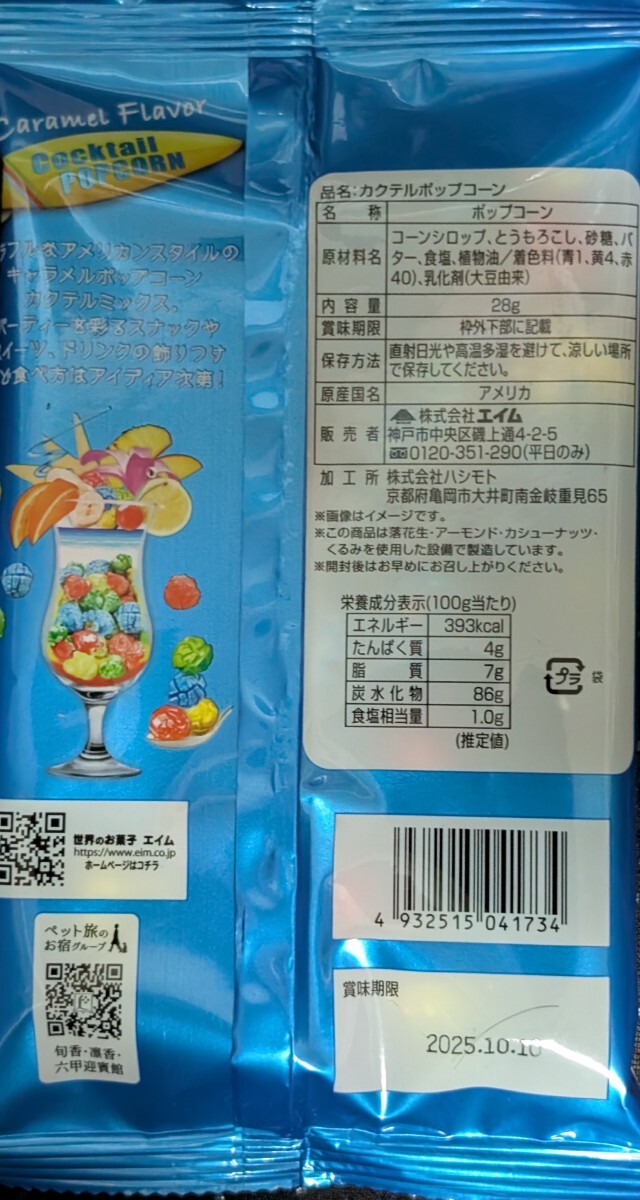 Caramel Flavor
Cocktail
POPCORN
ラフルなアメリカンスタイルの
キャラメルポップコーン
カクテルミックス。
パーティーを彩るスナックや
スイーツ、ドリンクの飾りつけ
食べ方はアイディア次第!
世界のお菓子 エイム
https://www.eim.co.jp
ホームページはコチラ
ペット旅の
お宿グループ
旬香・凛香・
六甲迎賓館
品名:カクテルポップコーン
名 称 ポップコーン
原材料名 コーンシロップ、とうもろこし、砂糖、バ
ター、食塩、植物油/着色料(青1、黄4、赤
40)、乳化剤(大豆由来)
内容量 28g
賞味期限 枠外下部に記載
保存方法 直射日光や高温多湿を避けて、涼しい場所
で保存してください。
原産国名 アメリカ
販売者 株式会社エイム
神戸市中央区磯上通4-2-5
0120-351-290(平日のみ)
加工所 株式会社ハシモト
京都府亀岡市大井町南金岐重見65
※画像はイメージです。
※この商品は落花生・アーモンド・カシューナッツ・
くるみを使用した設備で製造しています。
※開封後はお早めにお召し上がりください。
栄養成分表示(100g当たり)
エネルギー 393kcal
たんぱく質 4g
脂 質 7g
炭水化物 86g
食塩相当量 1.0g
(推定値)
プラ 袋
4 932515 041734
賞味期限
2025.10.10